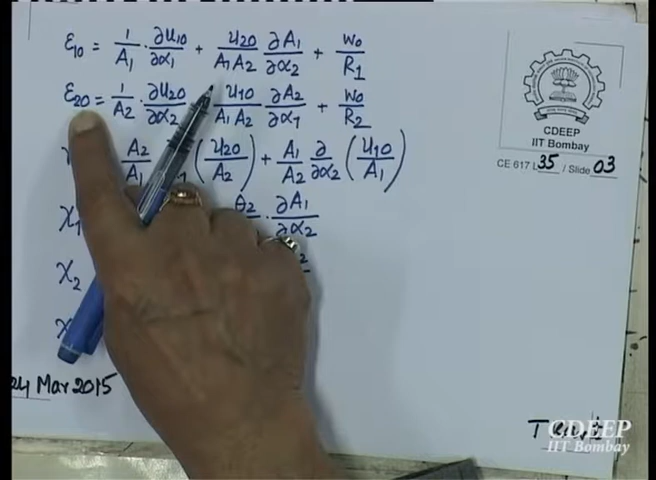 ε₁₀ = 1/A₁ · ∂u₁₀/∂α₁ + u₂₀/A₁A₂ ∂A₁/∂α₂ + w₀/R₁
ε₂₀ = 1/A₂ · ∂u₂₀/∂α₂ u₁₀/A₁A₂ ∂A₂/∂α₁ + w₀/R₂
A₂/A₁ (u₂₀/A₂) + A₁/A₂ ∂/∂α₂ (u₁₀/A₁)
χ₁ θ₂ · ∂A₁/∂α₂
χ₂
χ
24 Mar 2015
CDEEP
IIT Bombay
CE 617 L 35 / Slide 03
CDEEP
IIT Bombay